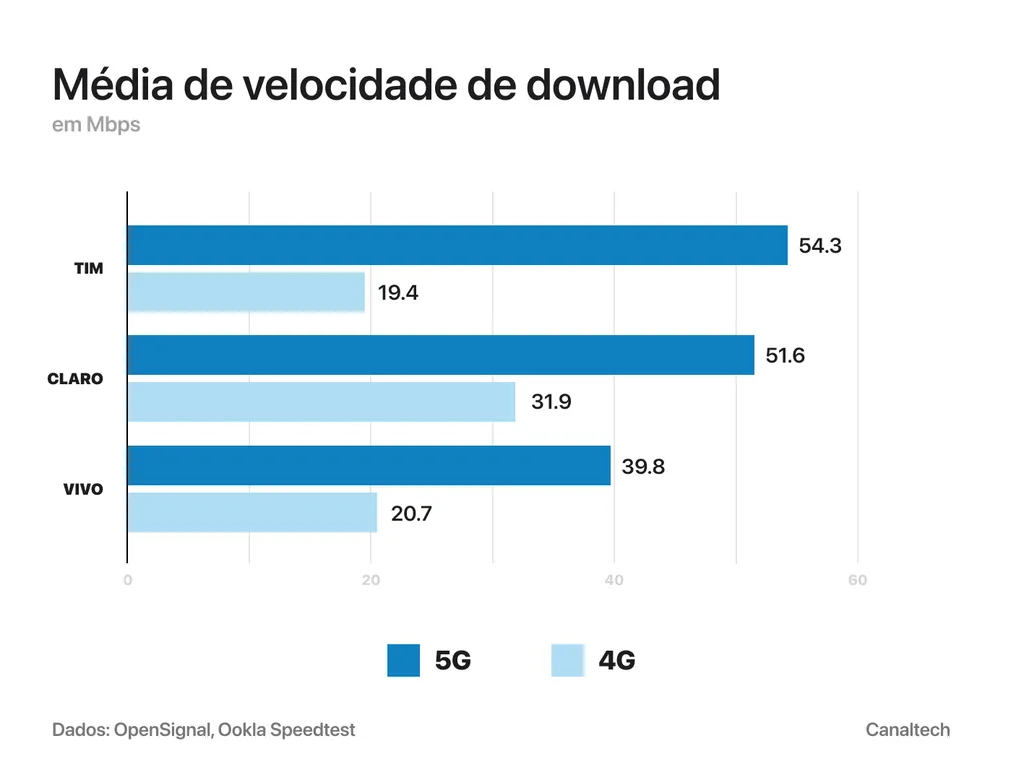 Média de velocidade de download
em Mbps
TIM
54.3
19.4
CLARO
51.6
31.9
VIVO
39.8
20.7
0 20 40 60
5G 4G
Dados: OpenSignal, Ookla Speedtest
Canaltech